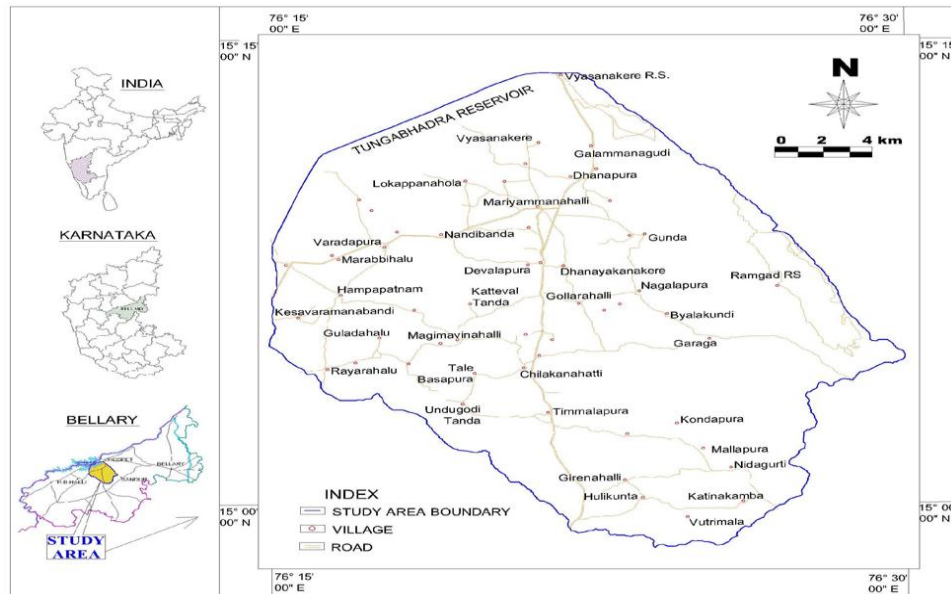 76° 15'
00" E
76° 30'
00" E
15° 15'
00" N
15° 15'
00" N
INDIA
KARNATAKA
BELLARY
BELLARY
STUDY
AREA
N
0 2 4 km
TUNGABHADRA RESERVOIR
Vyasanakere R.S.
Vyasanakere
Galammanagudi
Lokappanahola
Dhanapura
Mariyammanahalli
Varadapura
Nandibanda
Gunda
Marabbihalu
Devalapura
Dhanayakanakere
Ramgad RS
Hampapatnam
Katteval
Tanda
Gollarahalli
Nagalapura
Kesavaramanabandi
Byalakundi
Guladahalu
Magimavinahalli
Garaga
Rayarahalu
Tale
Basapura
Chilakanahatti
Undugodi
Tanda
Timmalapura
Kondapura
Mallapura
Nidagurti
Girenahalli
Hulikunta
Katinakamba
Vutrimala
INDEX
STUDY AREA BOUNDARY
VILLAGE
ROAD
15° 00'
00" N
15° 00'
00" N
76° 15'
00" E
76° 30'
00" E